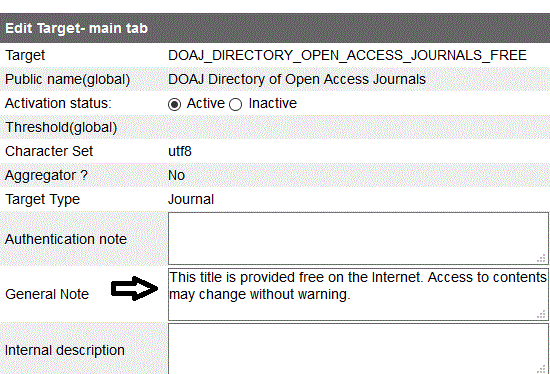 Edit Target- main tab
Target DOAJ_DIRECTORY_OPEN_ACCESS_JOURNALS_FREE
Public name(global) DOAJ Directory of Open Access Journals
Activation status: Active Inactive
Threshold(global)
Character Set utf8
Aggregator ? No
Target Type Journal
Authentication note
General Note This title is provided free on the Internet. Access to contents
may change without warning.
Internal description